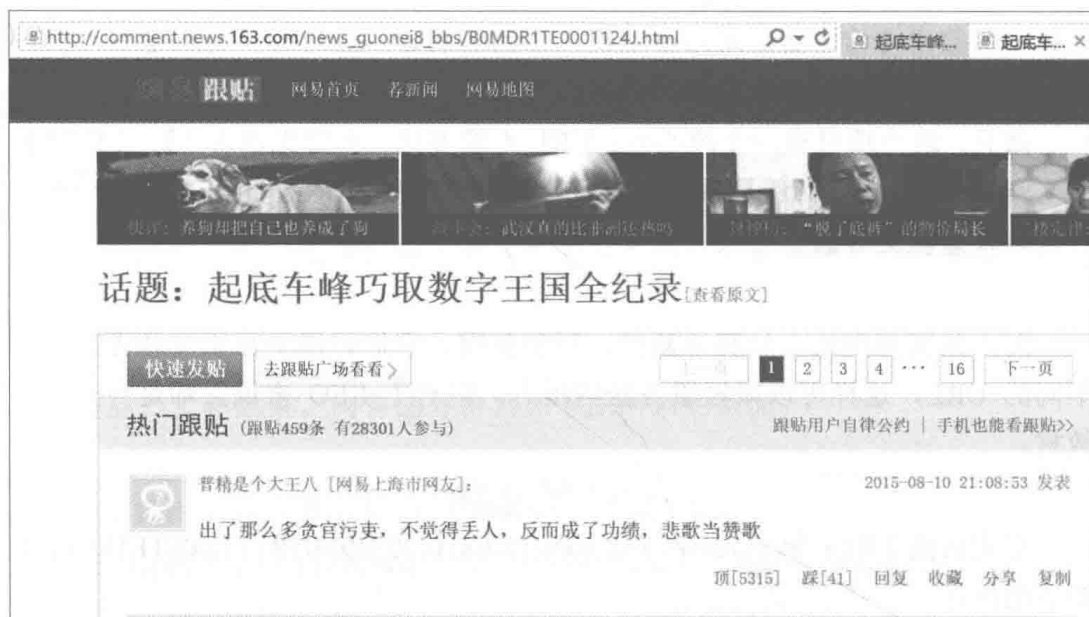 http://comment.news.163.com/news_guonei8_bbs/B0MDR1TE0001124J.html 起底车峰... 起底车... ×
跟贴 网易首页 荐新闻 网易地图
养狗却把自己也养成了狗 武汉真的比非洲还热吗 “脱了底裤”的物价局长
话题：起底车峰巧取数字王国全纪录[查看原文]
快速发贴 去跟贴广场看看> 上一页 1 2 3 4 ... 16 下一页
热门跟贴 (跟贴459条 有28301人参与) 跟贴用户自律公约 | 手机也能看跟贴>>
普精是个大王八 [网易上海市网友]: 2015-08-10 21:08:53 发表
出了那么多贪官污吏，不觉得丢人，反而成了功绩，悲歌当赞歌
顶[5315] 踩[41] 回复 收藏 分享 复制